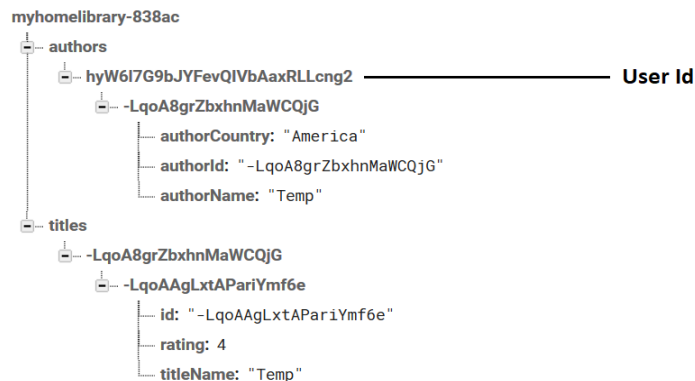 myhomelibrary-838ac
authors
hyW6I7G9bJYFevQIVbAaxRLLcng2 User Id
-LqoA8grZbxhnMaWCQjG
authorCountry: "America"
authorId: "-LqoA8grZbxhnMaWCQjG"
authorName: "Temp"
titles
-LqoA8grZbxhnMaWCQjG
-LqoAAgLxtAPariYmf6e
id: "-LqoAAgLxtAPariYmf6e"
rating: 4
titleName: "Temp"